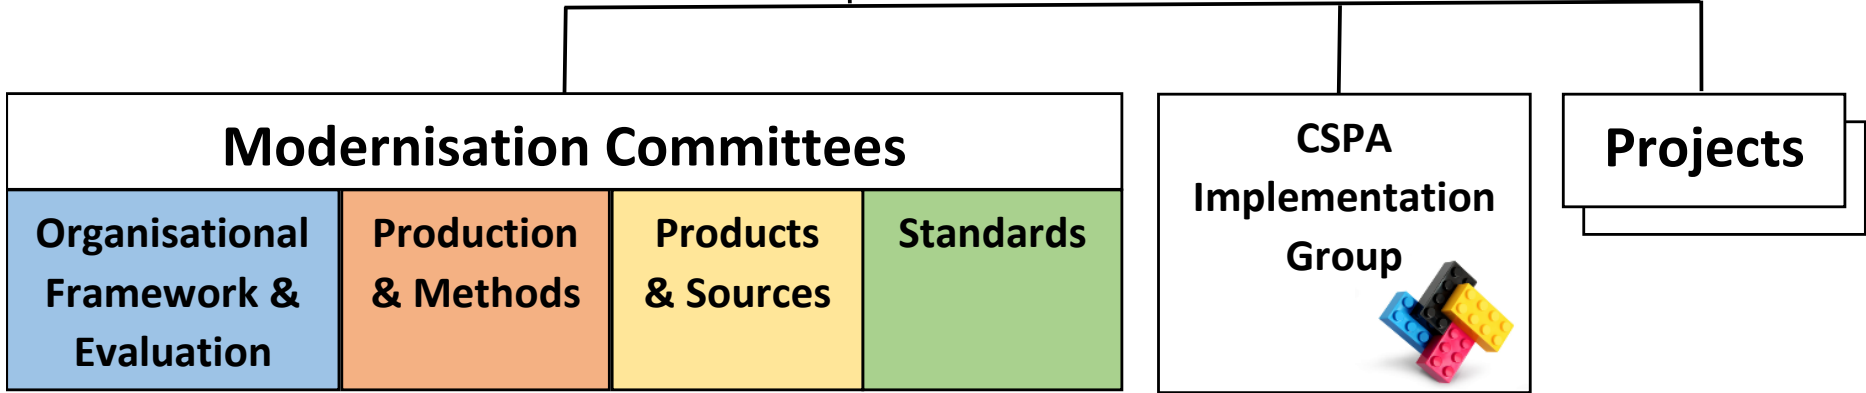 Modernisation Committees
Organisational
Framework &
Evaluation
Production
& Methods
Products
& Sources
Standards
CSPA
Implementation
Group
Projects